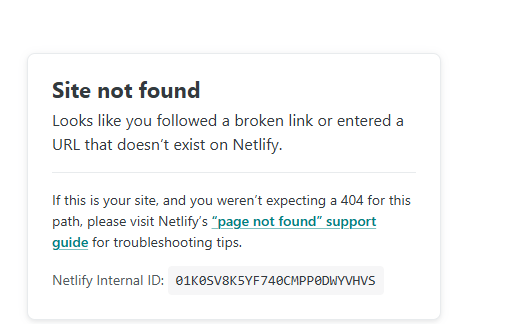 Site not found
Looks like you followed a broken link or entered a
URL that doesn’t exist on Netlify.
If this is your site, and you weren’t expecting a 404 for this
path, please visit Netlify’s “page not found” support
guide for troubleshooting tips.
Netlify Internal ID: 01K0SV8K5YF740CMPP0DWYVHVS